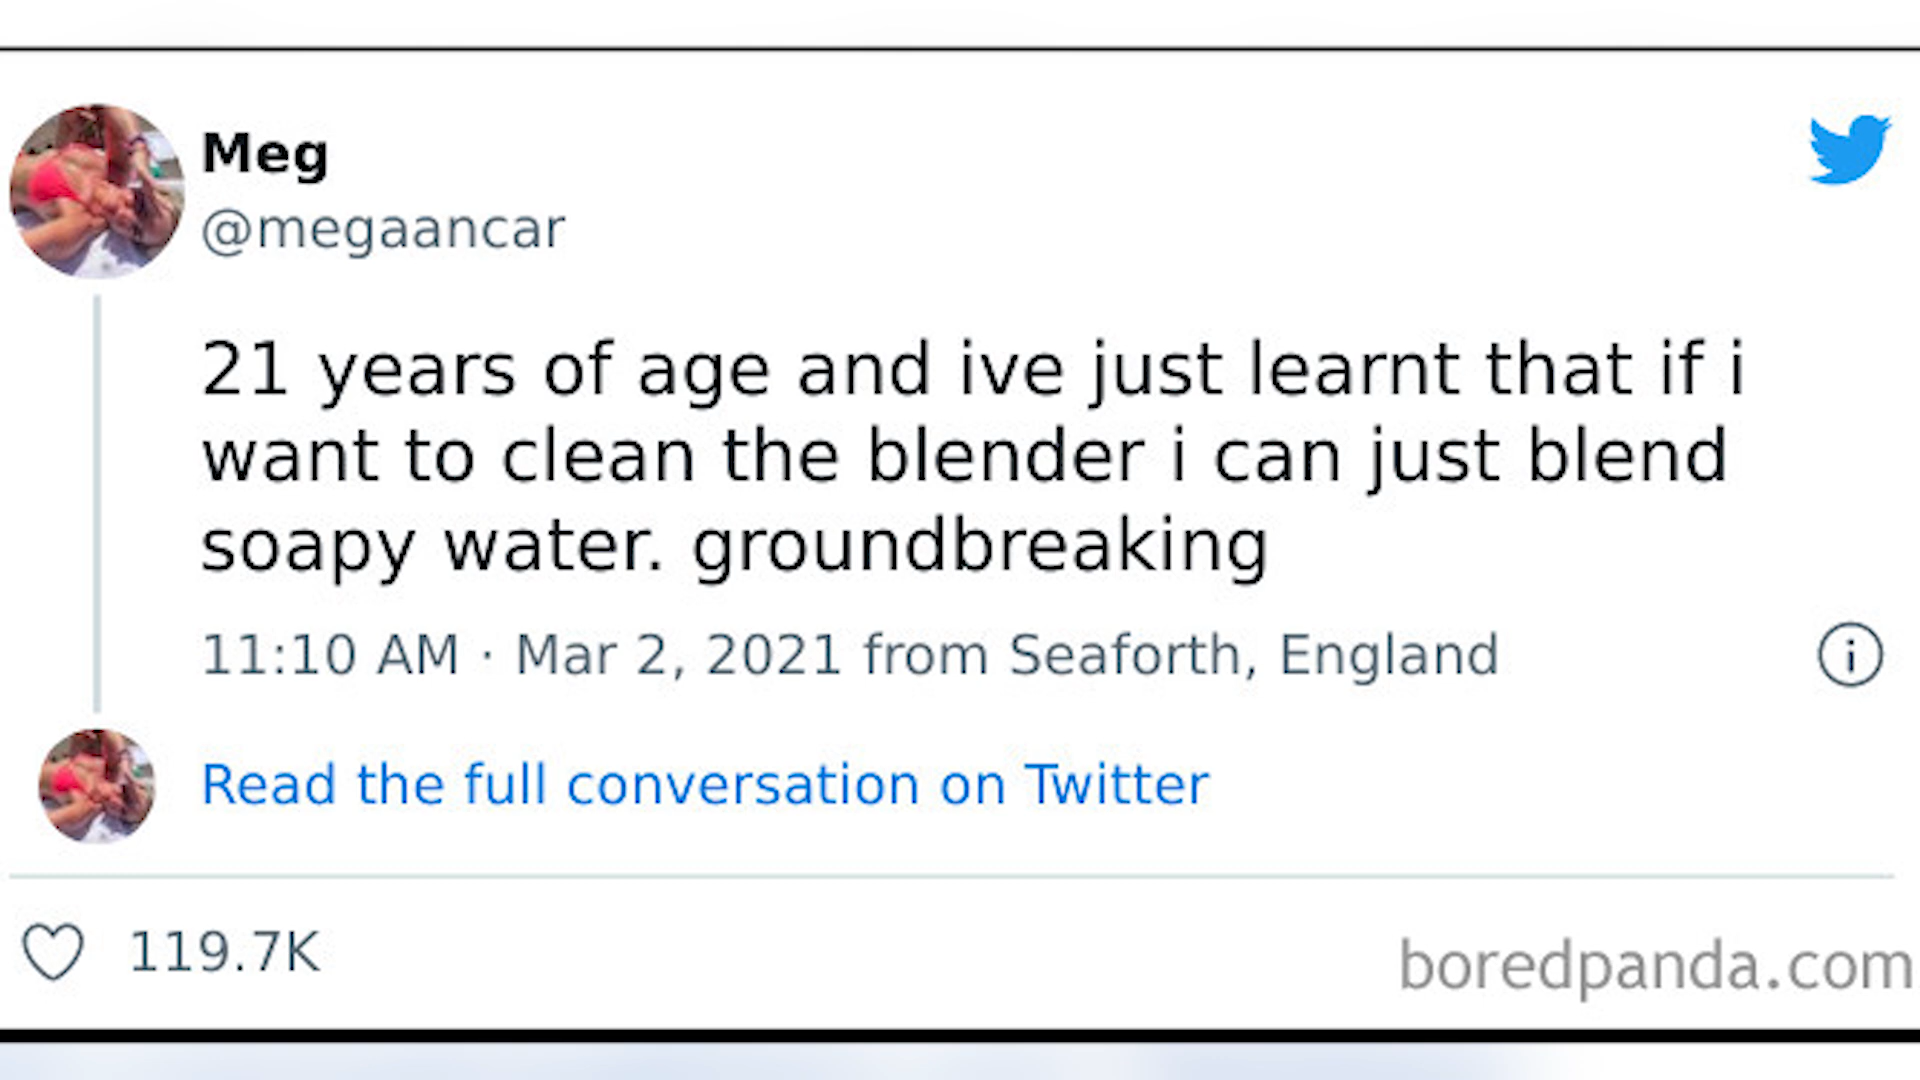 Meg
@megaancar
21 years of age and ive just learnt that if i
want to clean the blender i can just blend
soapy water. groundbreaking
11:10 AM · Mar 2, 2021 from Seaforth, England
Read the full conversation on Twitter
119.7K
boredpanda.com